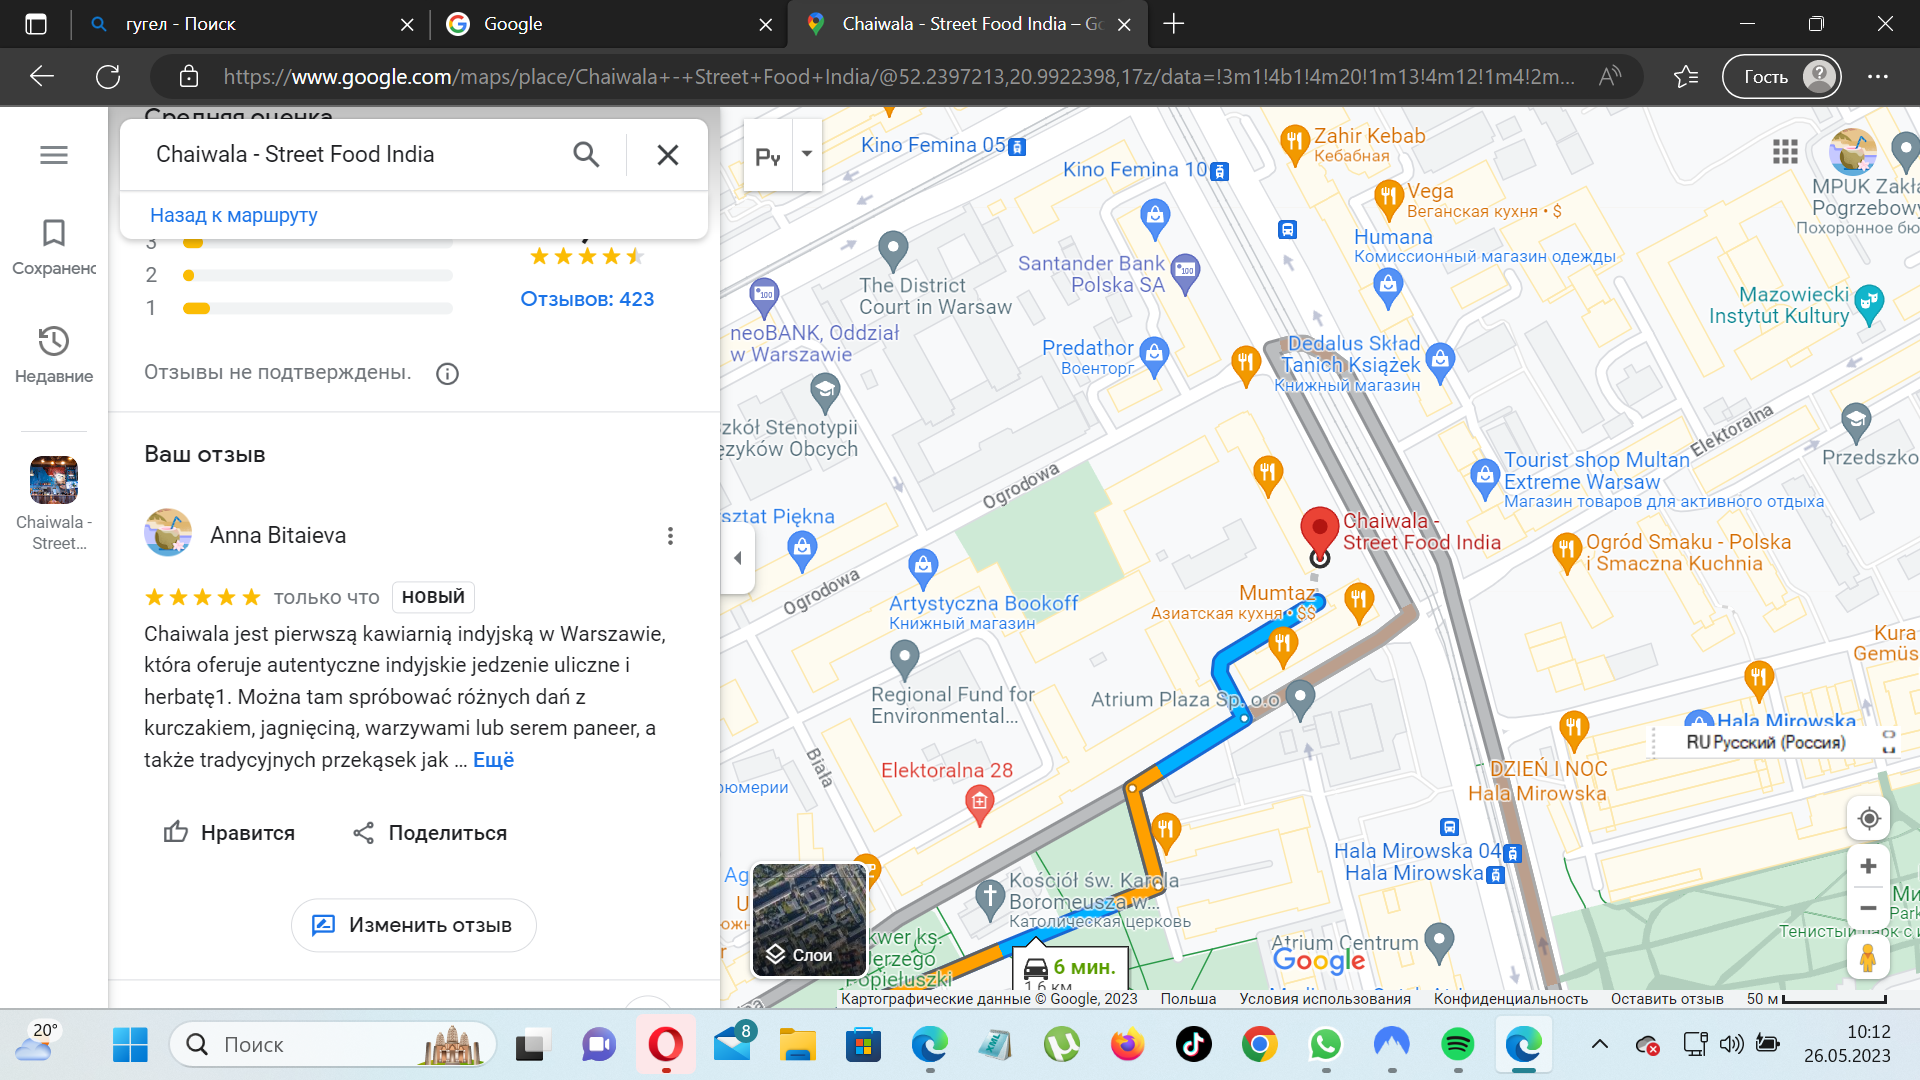 гугел - Поиск
Google
Chaiwala - Street Food India – Go
https://www.google.com/maps/place/Chaiwala+-+Street+Food+India/@52.2397213,20.9922398,17z/data=!3m1!4b1!4m20!1m13!4m12!1m4!2m...
Гость
Средняя оценка
Chaiwala - Street Food India
Назад к маршруту
3
2
1
Отзывов: 423
Отзывы не подтверждены.
Сохранено
Недавние
Chaiwala -
Street...
Ваш отзыв
Anna Bitaieva
только что
НОВЫЙ
Chaiwala jest pierwszą kawiarnią indyjską w Warszawie,
która oferuje autentyczne indyjskie jedzenie uliczne i
herbatę1. Można tam spróbować różnych dań z
kurczakiem, jagnięciną, warzywami lub serem paneer, a
także tradycyjnych przekąsek jak ... Ещё
Нравится
Поделиться
Изменить отзыв
Kino Femina 05
Kino Femina 10
Zahir Kebab
Кебабная
Vega
Веганская кухня • $
MPUK Zakła
Pogrzebowy
Похоронное бю
Humana
Комиссионный магазин одежды
The District
Court in Warsaw
Santander Bank
Polska SA
neoBANK, Oddział
w Warszawie
Predathor
Военторг
Mazowiecki
Instytut Kultury
Dedalus Skład
Tanich Książek
Книжный магазин
zkół Stenotypii
ęzyków Obcych
Ogrodowa
Elektoralna
Przedszko
Tourist shop Multan
Extreme Warsaw
Магазин товаров для активного отдыха
sztat Piękna
Chaiwala -
Street Food India
Ogród Smaku - Polska
i Smaczna Kuchnia
Ogrodowa
Artystyczna Bookoff
Книжный магазин
Mumtaz
Азиатская кухня • $$
Kura
Gemüs
Regional Fund for
Environmental...
Atrium Plaza Sp. o.o
Hala Mirowska
RU Русский (Россия)
Biała
Elektoralna 28
DZIEŃ I NOC
Hala Mirowska
рюмерии
Hala Mirowska 04
Hala Mirowska
Kościół św. Karola
Boromeusza w...
Католическая церковь
Ag
U
южн
kwer ks.
Jerzego
Popiełuszki
Слои
6 мин.
1,6 км
Atrium Centrum
Google
Ми
Park
Тенистый парк с и
Картографические данные © Google, 2023
Польша
Условия использования
Конфиденциальность
Оставить отзыв
50 м
20°
Поиск
8
10:12
26.05.2023